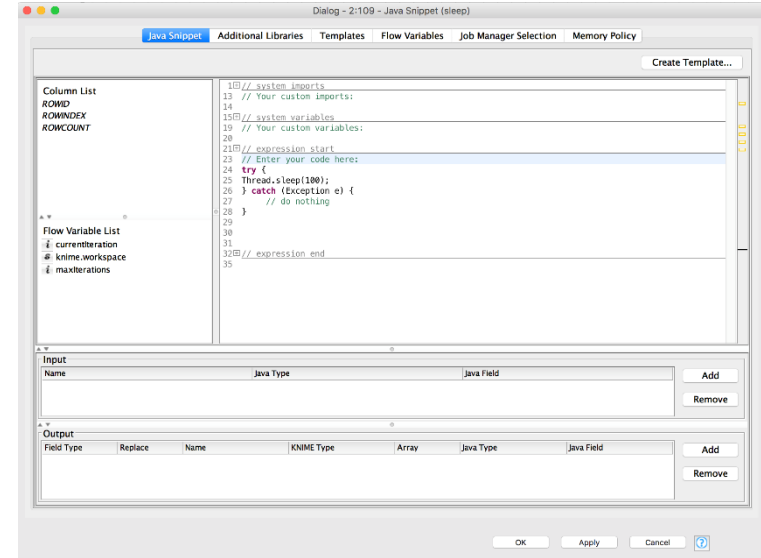 Dialog - 2:109 - Java Snippet (sleep)
Java Snippet Additional Libraries Templates Flow Variables Job Manager Selection Memory Policy
Create Template...
Column List
ROWID
ROWINDEX
ROWCOUNT
Flow Variable List
i currentIteration
s knime.workspace
i maxIterations
1 // system imports
13 // Your custom imports:
14
15 // system variables
19 // Your custom variables:
20
21 // expression start
23 // Enter your code here:
24 try {
25 Thread.sleep(100);
26 } catch (Exception e) {
27 // do nothing
28 }
29
30
31
32 // expression end
35
Input
Name Java Type Java Field
Add
Remove
Output
Field Type Replace Name KNIME Type Array Java Type Java Field
Add
Remove
OK Apply Cancel ?